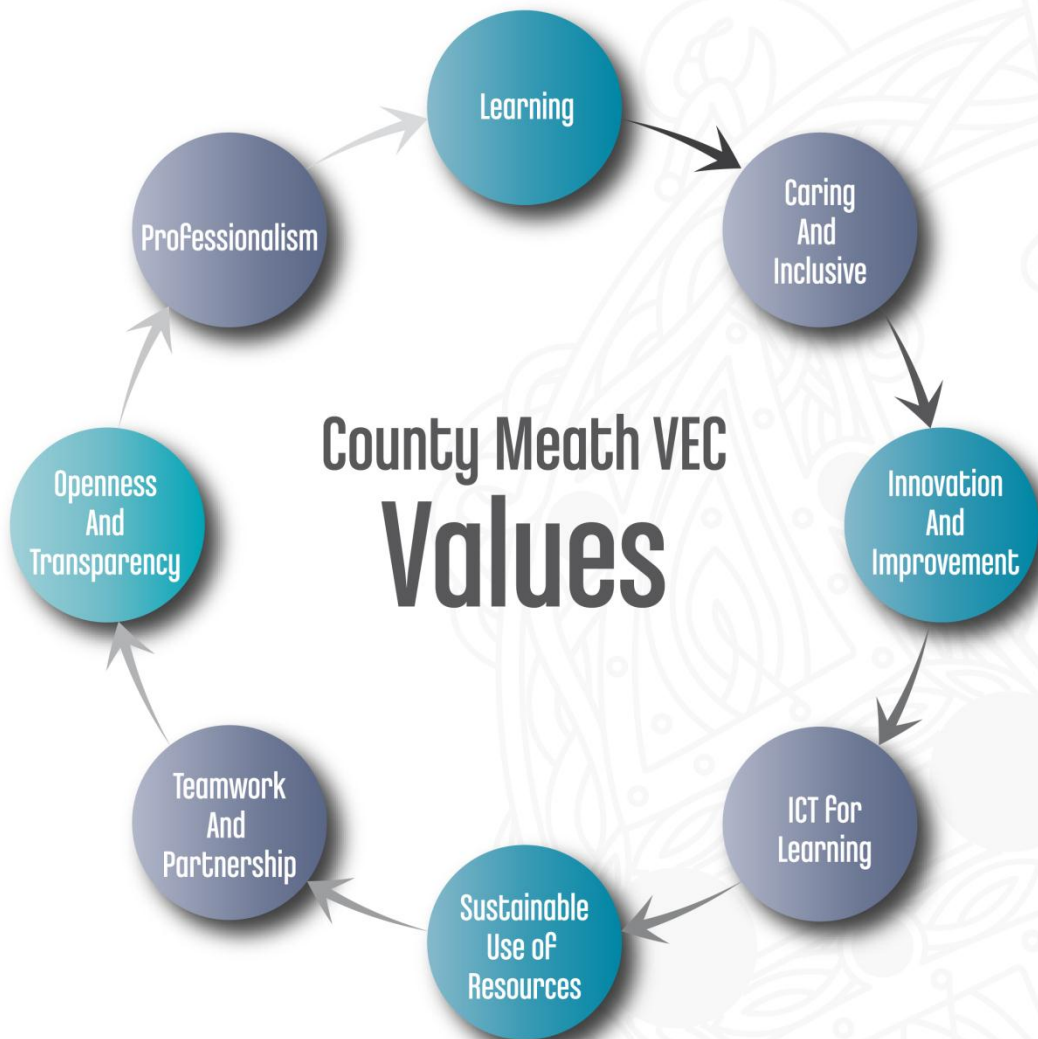 Learning
Caring
And
Inclusive
Innovation
And
Improvement
ICT for
Learning
Sustainable
Use of
Resources
Teamwork
And
Partnership
Openness
And
Transparency
Professionalism
County Meath VEC
Values